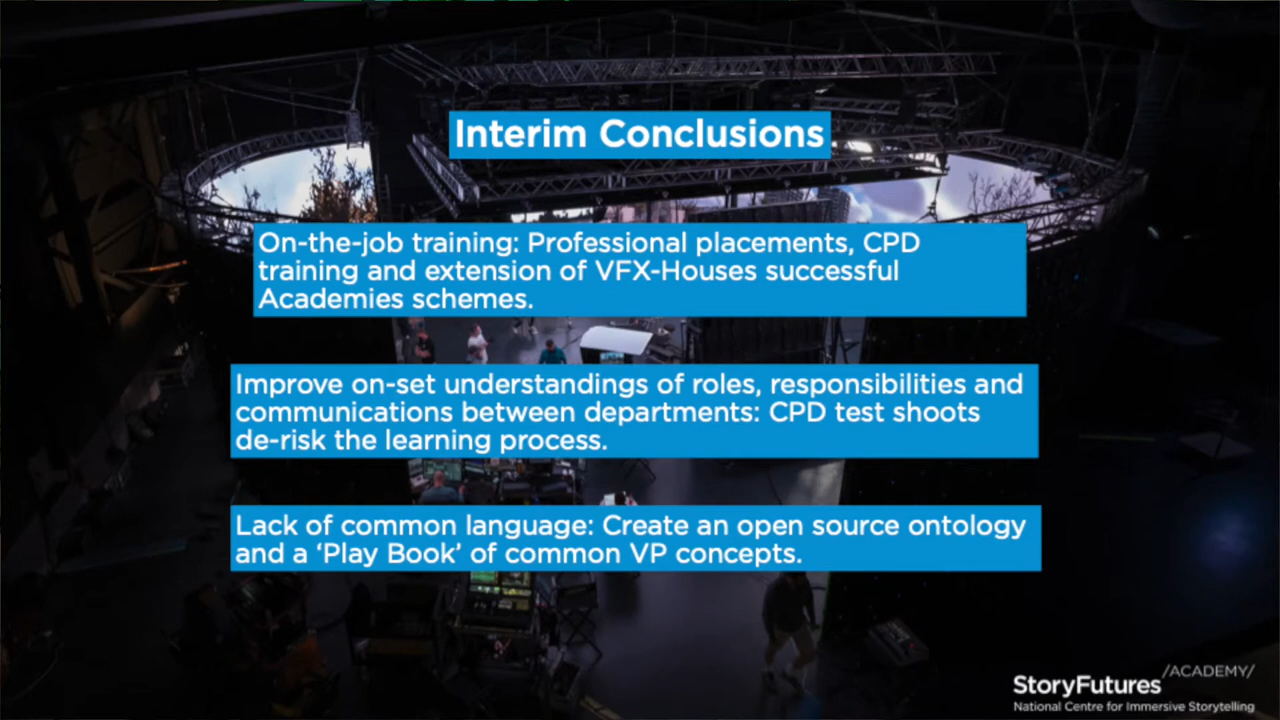 Interim Conclusions
On-the-job training: Professional placements, CPD
training and extension of VFX-Houses successful
Academies schemes.
Improve on-set understandings of roles, responsibilities and
communications between departments: CPD test shoots
de-risk the learning process.
Lack of common language: Create an open source ontology
and a ‘Play Book’ of common VP concepts.
StoryFutures /ACADEMY/
National Centre for Immersive Storytelling